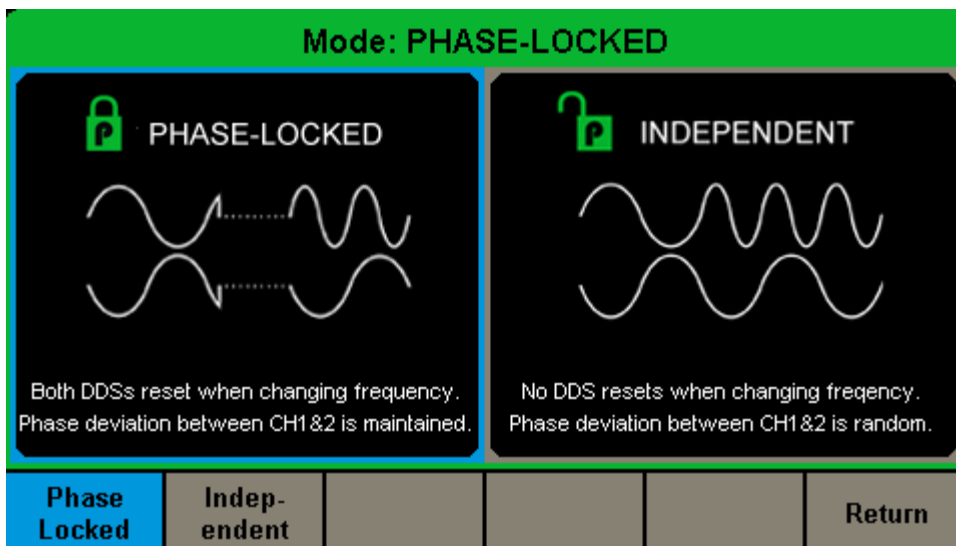 Mode: PHASE-LOCKED
P PHASE-LOCKED
Both DDSs reset when changing frequency.
Phase deviation between CH1&2 is maintained.
P INDEPENDENT
No DDS resets when changing freqency.
Phase deviation between CH1&2 is random.
Phase
Locked
Indep-
endent
Return